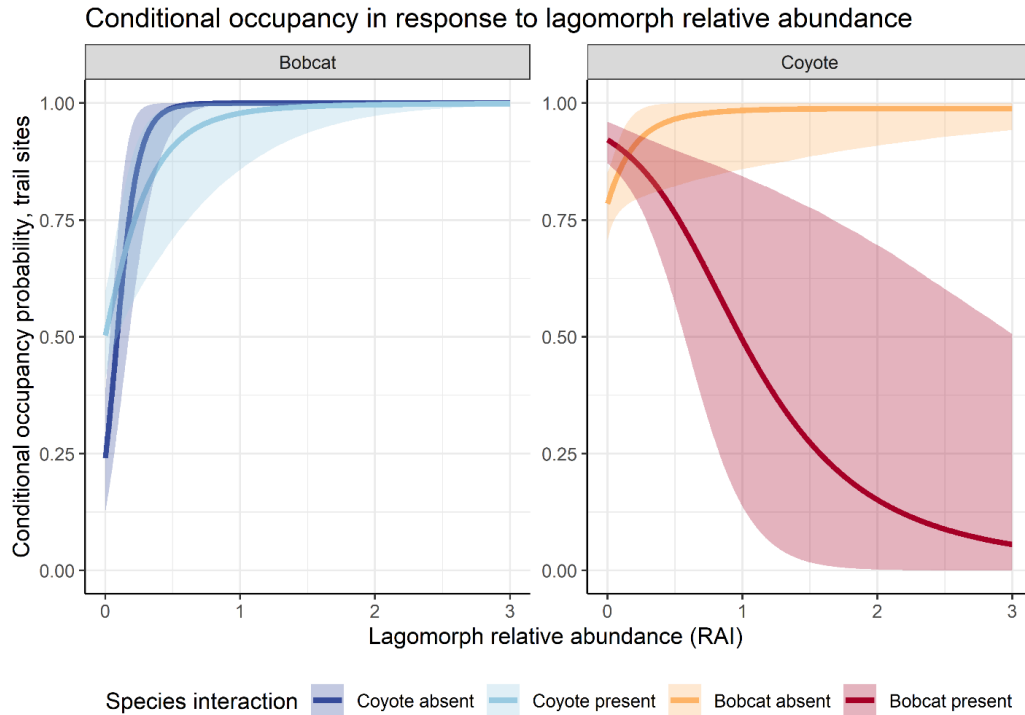 Conditional occupancy in response to lagomorph relative abundance
Bobcat
Coyote
Conditional occupancy probability, trail sites
1.00
0.75
0.50
0.25
0.00
1.00
0.75
0.50
0.25
0.00
0 1 2 3
0 1 2 3
Lagomorph relative abundance (RAI)
Species interaction Coyote absent Coyote present Bobcat absent Bobcat present